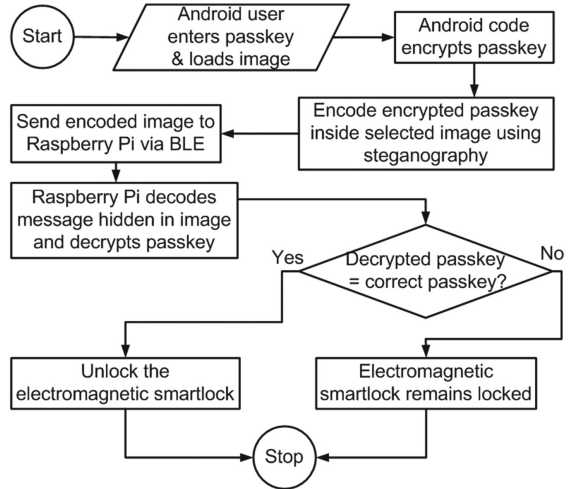 Start
Android user
enters passkey
& loads image
Android code
encrypts passkey
Encode encrypted passkey
inside selected image using
steganography
Send encoded image to
Raspberry Pi via BLE
Raspberry Pi decodes
message hidden in image
and decrypts passkey
Decrypted passkey
= correct passkey?
Yes
No
Unlock the
electromagnetic smartlock
Electromagnetic
smartlock remains locked
Stop